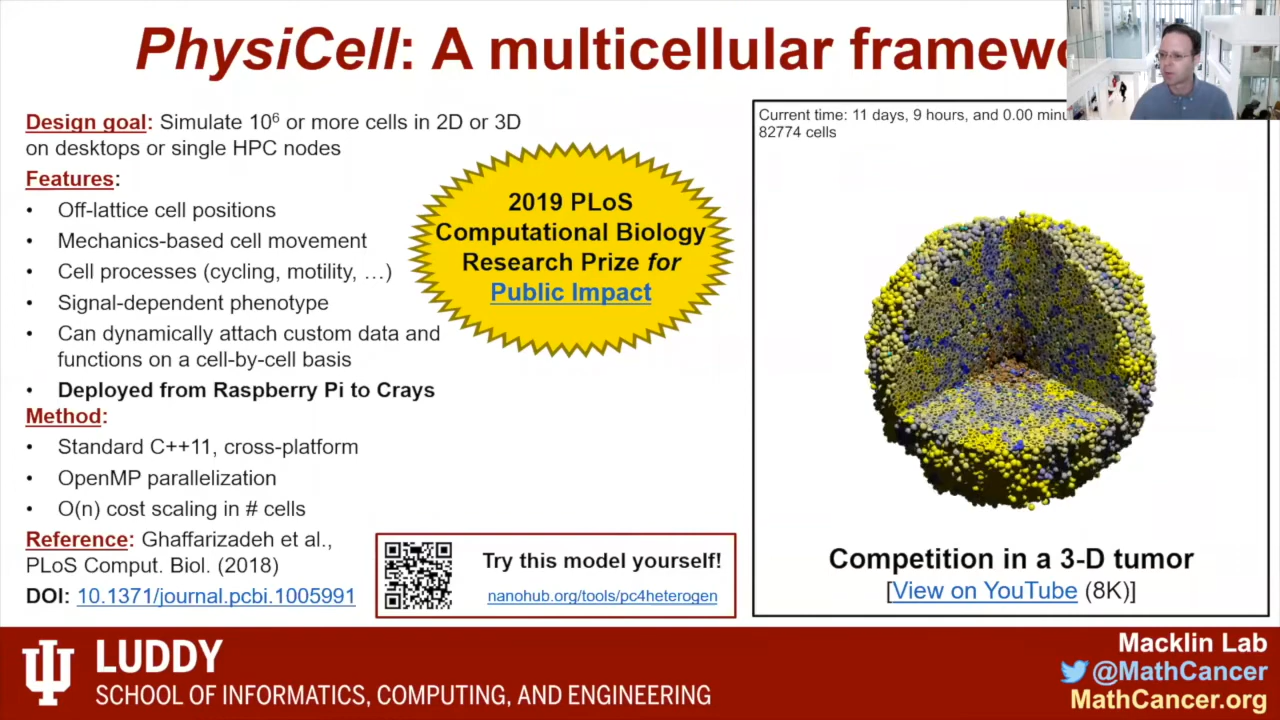 PhysiCell: A multicellular
Design goal: Simulate 10⁶ or more cells in 2D or 3D
on desktops or single HPC nodes
Features:
• Off-lattice cell positions
• Mechanics-based cell movement
• Cell processes (cycling, motility, …)
• Signal-dependent phenotype
• Can dynamically attach custom data and
functions on a cell-by-cell basis
• Deployed from Raspberry Pi to Crays
Method:
• Standard C++11, cross-platform
• OpenMP parallelization
• O(n) cost scaling in # cells
Reference: Ghaffarizadeh et al.,
PLoS Comput. Biol. (2018)
DOI: 10.1371/journal.pcbi.1005991
2019 PLoS
Computational Biology
Research Prize for
Public Impact
Try this model yourself!
nanohub.org/tools/pc4heterogen
Current time: 11 days, 9 hours, and 0.00
82774 cells
Competition in a 3-D tumor
[View on YouTube (8K)]
LUDDY
SCHOOL OF INFORMATICS, COMPUTING, AND ENGINEERING
Macklin Lab
@MathCancer
MathCancer.org